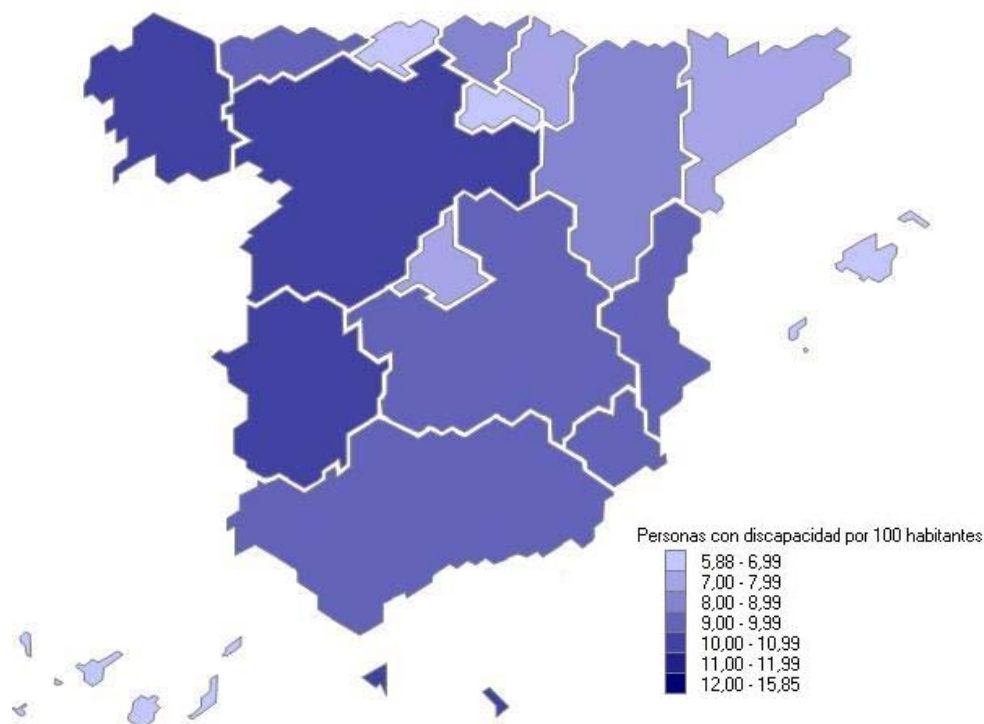 Personas con discapacidad por 100 habitantes
5,88 - 6,99
7,00 - 7,99
8,00 - 8,99
9,00 - 9,99
10,00 - 10,99
11,00 - 11,99
12,00 - 15,85